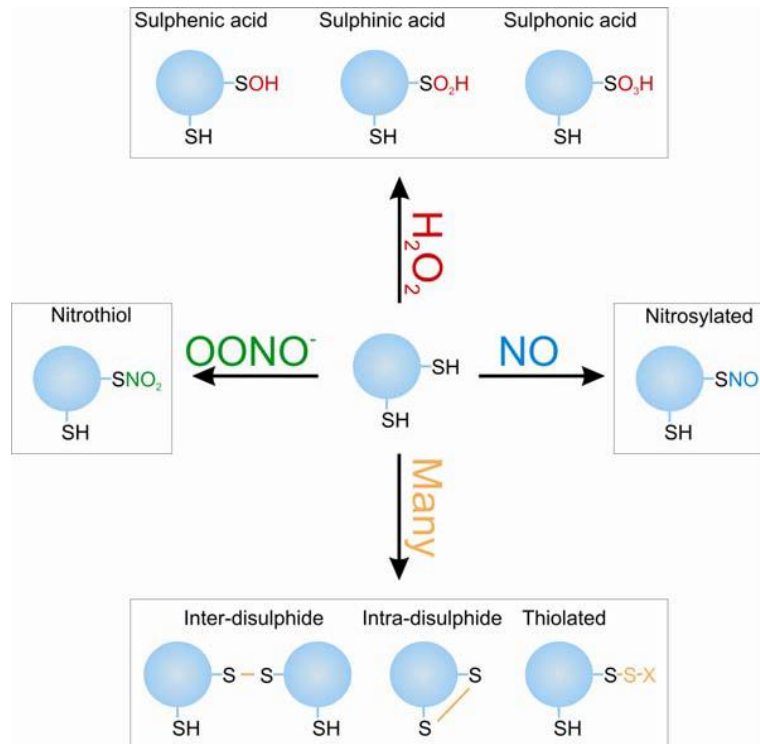 Sulphenic acid Sulphinic acid Sulphonic acid
SOH SO₂H SO₃H
SH SH SH
H₂O₂
Nitrothiol
SNO₂
SH
OONO⁻
SH
SH
NO
Nitrosylated
SNO
SH
Many
Inter-disulphide Intra-disulphide Thiolated
S – S S S-S-X
SH SH S SH